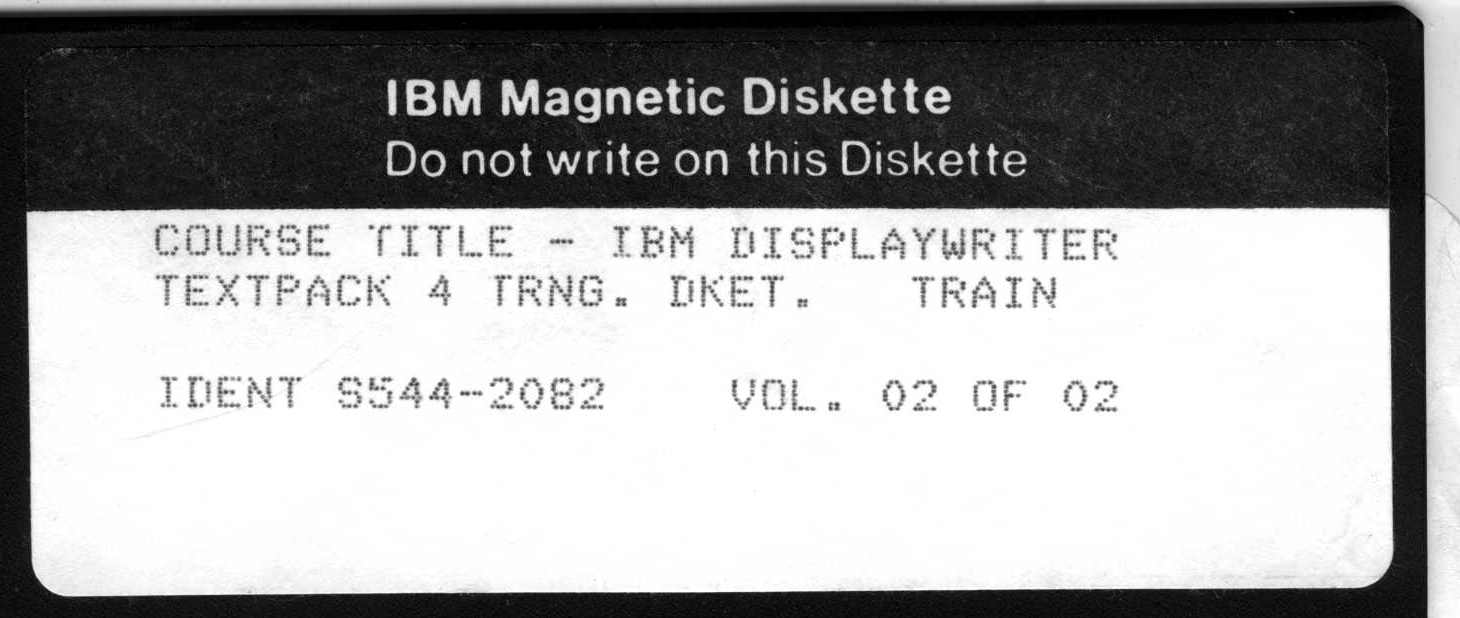 IBM Magnetic Diskette
Do not write on this Diskette
COURSE TITLE - IBM DISPLAYWRITER
TEXTPACK 4 TRNG. DKET. TRAIN
IDENT S544-2082 VOL. 02 OF 02